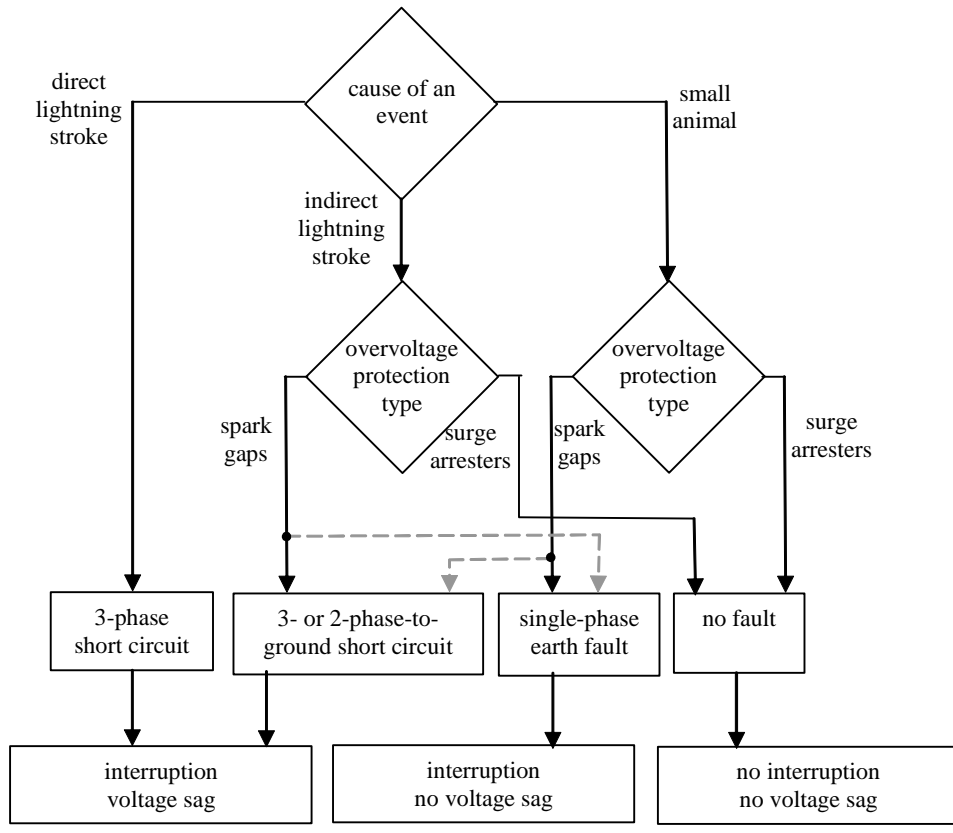 cause of an
event
direct
lightning
stroke
small
animal
indirect
lightning
stroke
overvoltage
protection
type
overvoltage
protection
type
spark
gaps
surge
arresters
spark
gaps
surge
arresters
3-phase
short circuit
3- or 2-phase-to-
ground short circuit
single-phase
earth fault
no fault
interruption
voltage sag
interruption
no voltage sag
no interruption
no voltage sag